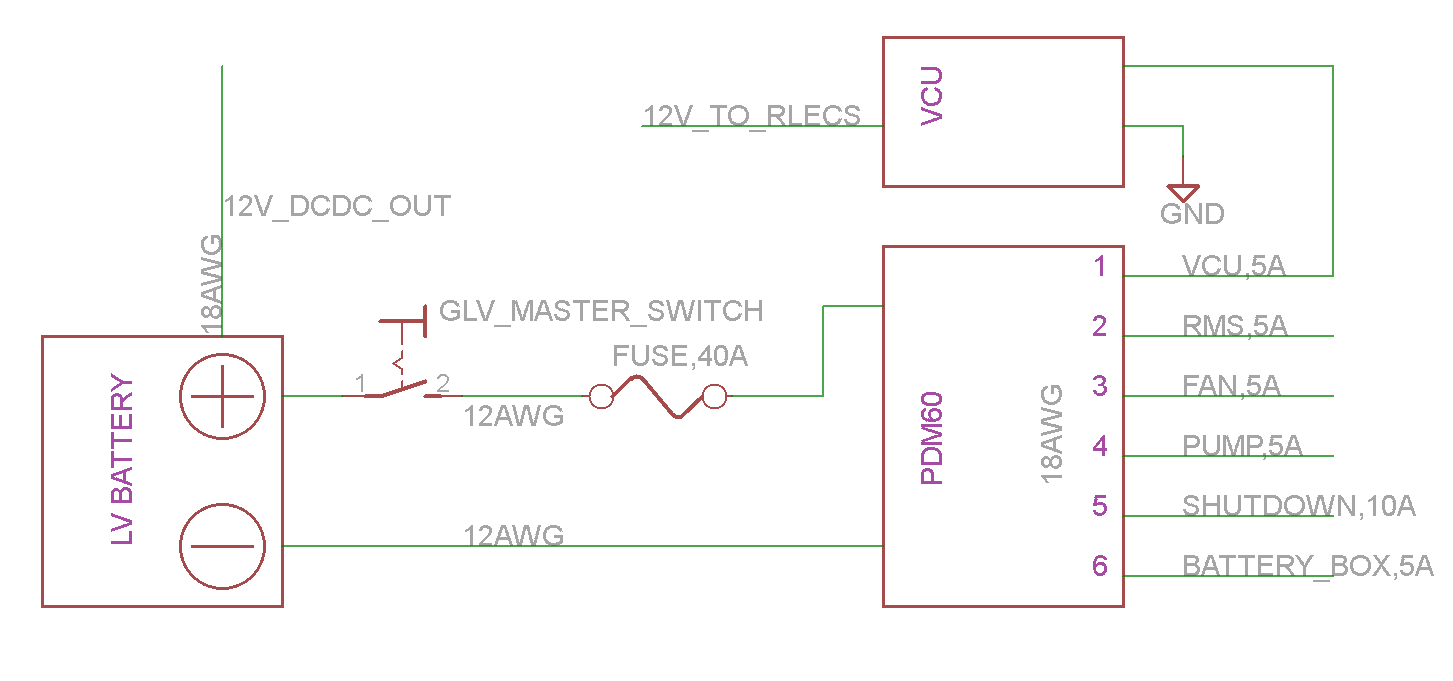 VCU
12V_TO_RLECS
12V_DCDC_OUT
GND
18AWG
1
VCU,5A
GLV_MASTER_SWITCH
2
RMS,5A
FUSE,40A
1
2
3
FAN,5A
12AWG
LV BATTERY
PDM60
18AWG
4
PUMP,5A
5
SHUTDOWN,10A
12AWG
6
BATTERY_BOX,5A